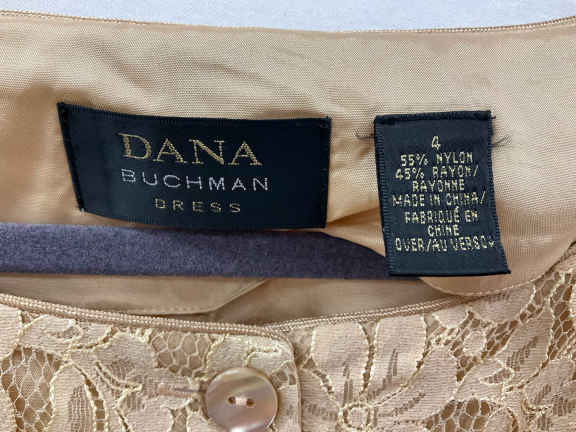 DANA
BUCHMAN
DRESS
4
55% NYLON
45% RAYON/
RAYONNE
MADE IN CHINA/
FABRIQUÉ EN
CHINE
OVER/AU VERSO